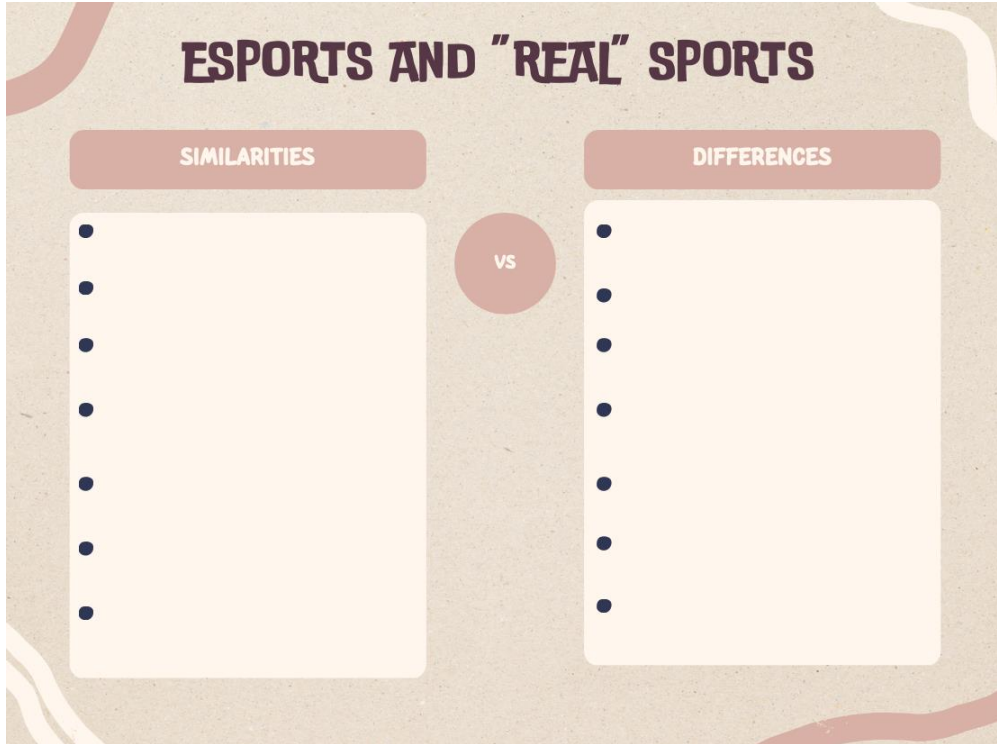 ESPORTS AND "REAL" SPORTS
SIMILARITIES
DIFFERENCES
VS